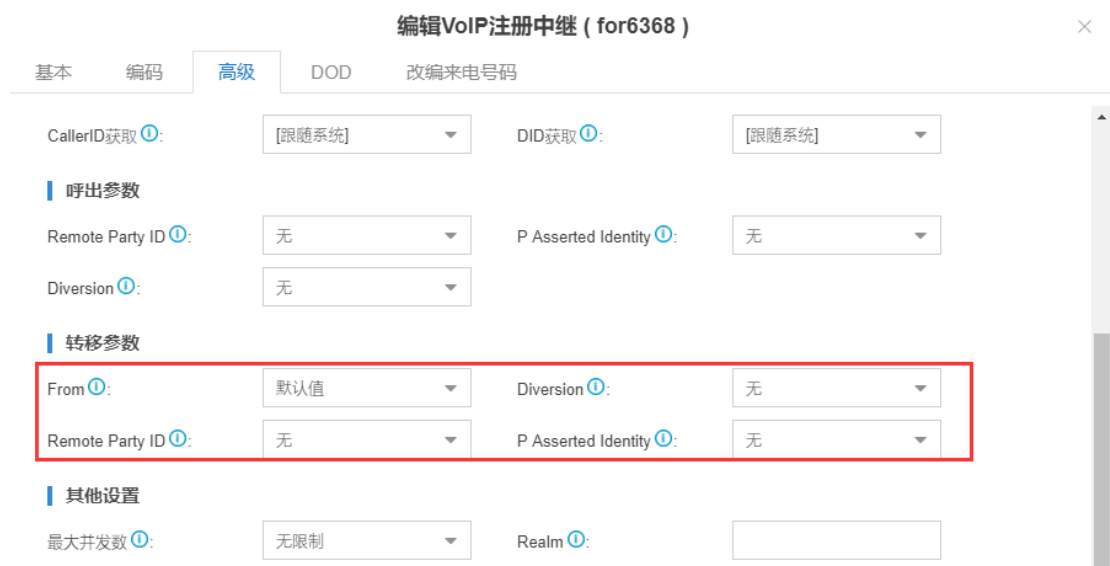 编辑VoIP注册中继 ( for6368 )
基本 编码 高级 DOD 改编来电号码
CallerID获取 : [跟随系统] DID获取 : [跟随系统]
呼出参数
Remote Party ID : 无 P Asserted Identity : 无
Diversion : 无
转移参数
From : 默认值 Diversion : 无
Remote Party ID : 无 P Asserted Identity : 无
其他设置
最大并发数 : 无限制 Realm :